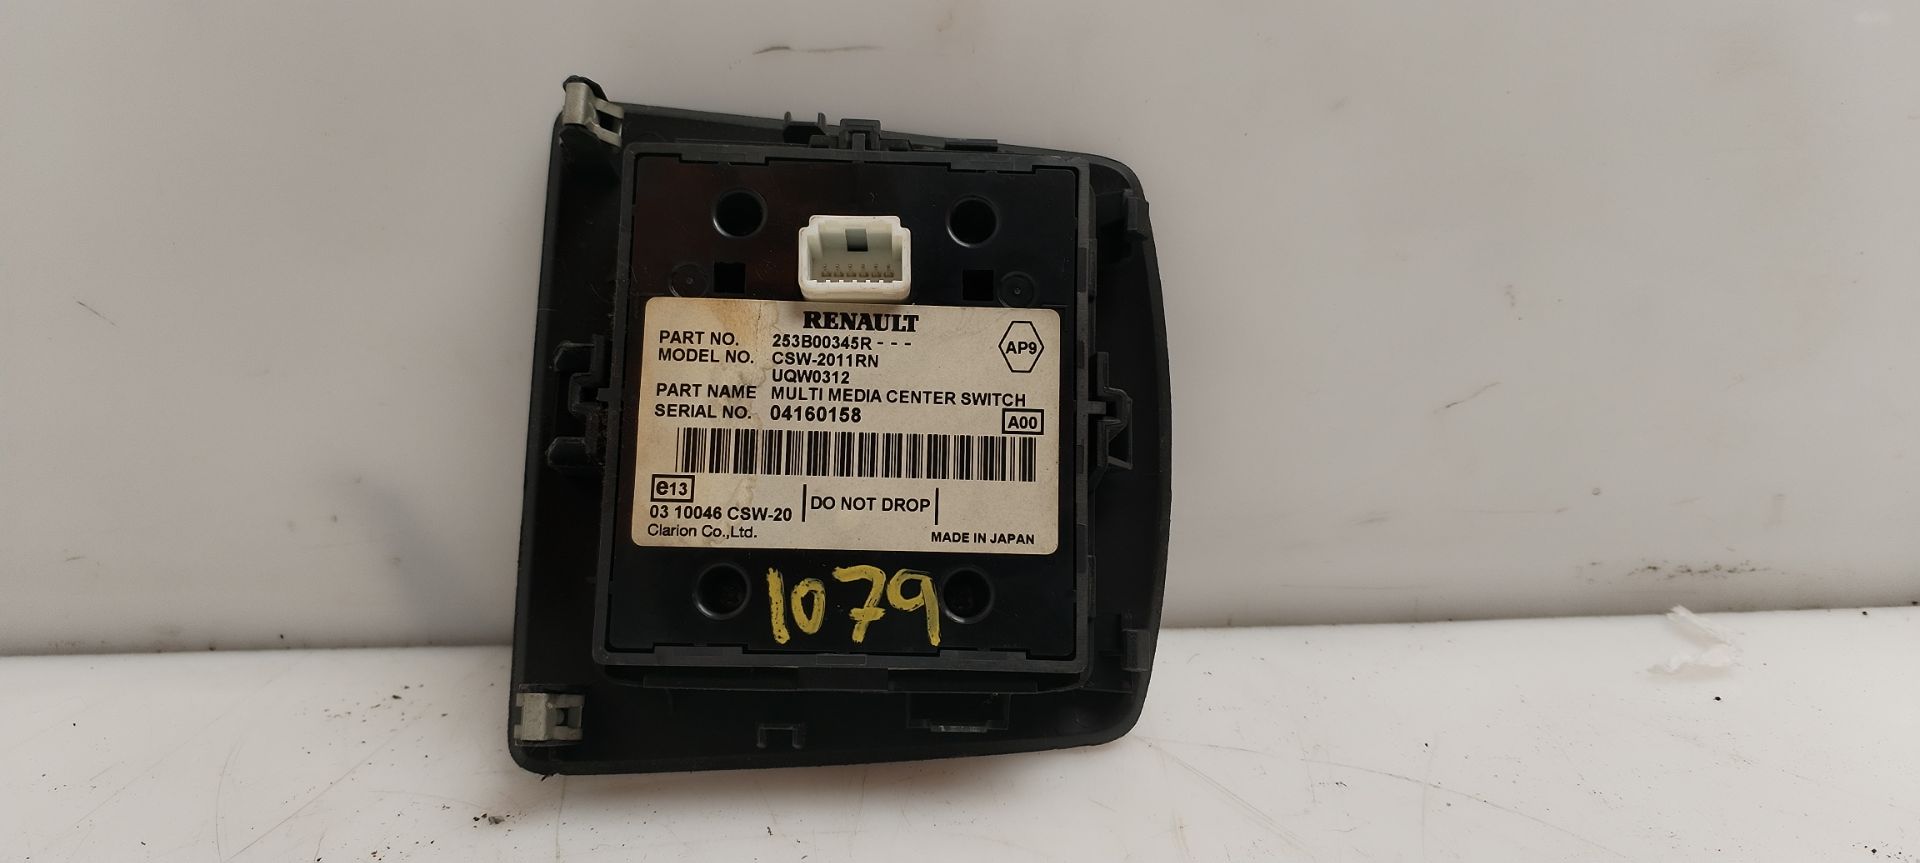 RENAULT
PART NO. 253B00345R - - -
AP9
MODEL NO. CSW-2011RN
UQW0312
PART NAME MULTI MEDIA CENTER SWITCH
SERIAL NO. 04160158
A00
e13
03 10046 CSW-20
DO NOT DROP
Clarion Co.,Ltd.
MADE IN JAPAN
1079